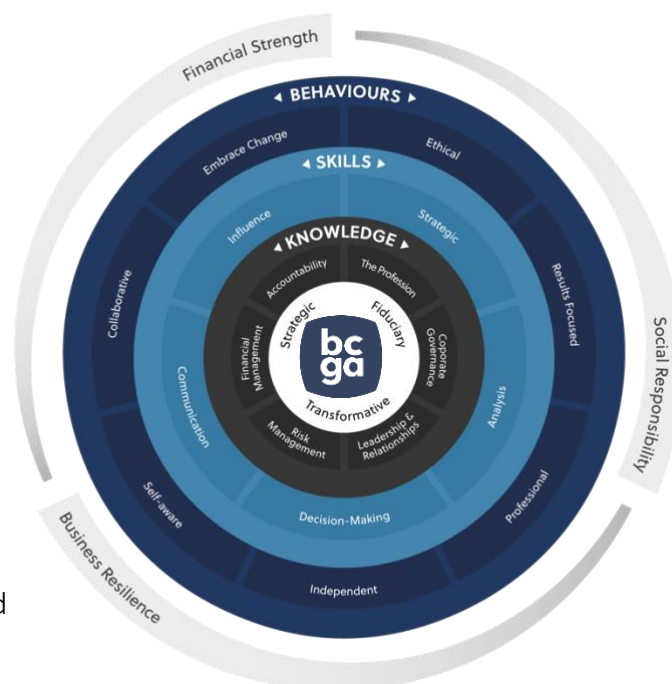 Financial Strength
◄ BEHAVIOURS ►
Embrace Change
Ethical
◄ SKILLS ►
Influence
Strategic
◄ KNOWLEDGE ►
Accountability
The Profession
Collaborative
Results Focused
Strategic
Fiduciary
Financial
Management
bc
ga
Coporate
Governance
Social Responsibility
Transformative
Communication
Analysis
Risk
Management
Leadership &
Relationships
Self-aware
Decision-Making
Professional
Business Resilience
Independent
d